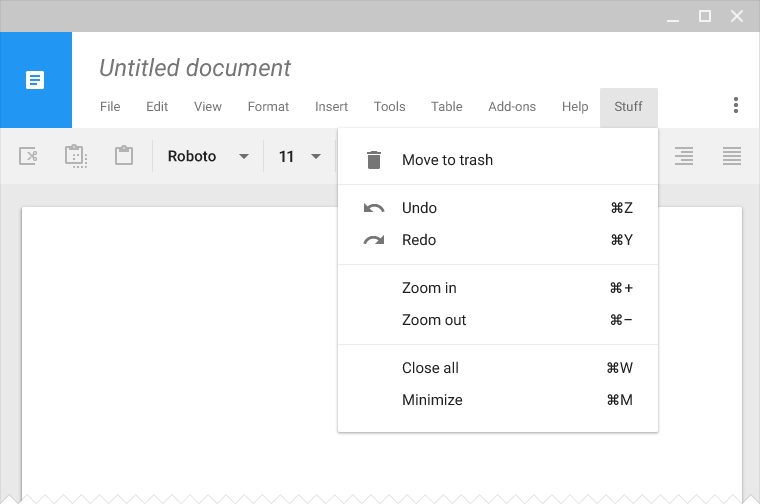 Untitled document
File Edit View Format Insert Tools Table Add-ons Help Stuff
Roboto 11
Move to trash
Undo ⌘Z
Redo ⌘Y
Zoom in ⌘+
Zoom out ⌘–
Close all ⌘W
Minimize ⌘M